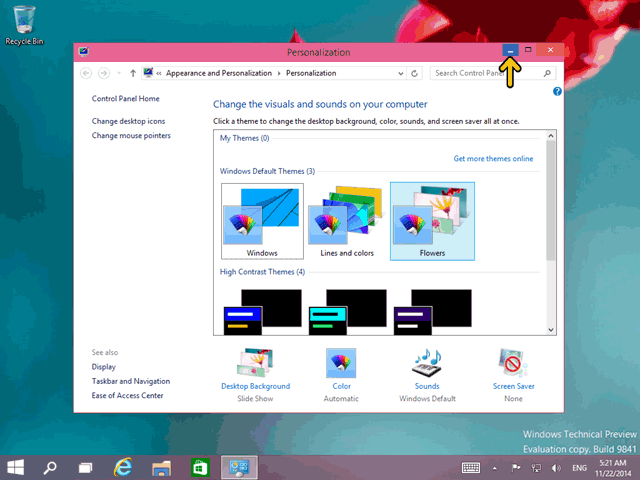 Recycle Bin
Personalization
« Appearance and Personalization Personalization
Search Control Panel
Control Panel Home
Change desktop icons
Change mouse pointers
Change the visuals and sounds on your computer
Click a theme to change the desktop background, color, sounds, and screen saver all at once.
My Themes (0)
Get more themes online
Windows Default Themes (3)
Windows
Lines and colors
Flowers
High Contrast Themes (4)
See also
Display
Taskbar and Navigation
Ease of Access Center
Desktop Background
Slide Show
Color
Automatic
Sounds
Windows Default
Screen Saver
None
Windows Technical Preview
Evaluation copy. Build 9841
ENG
5:21 AM
11/22/2014